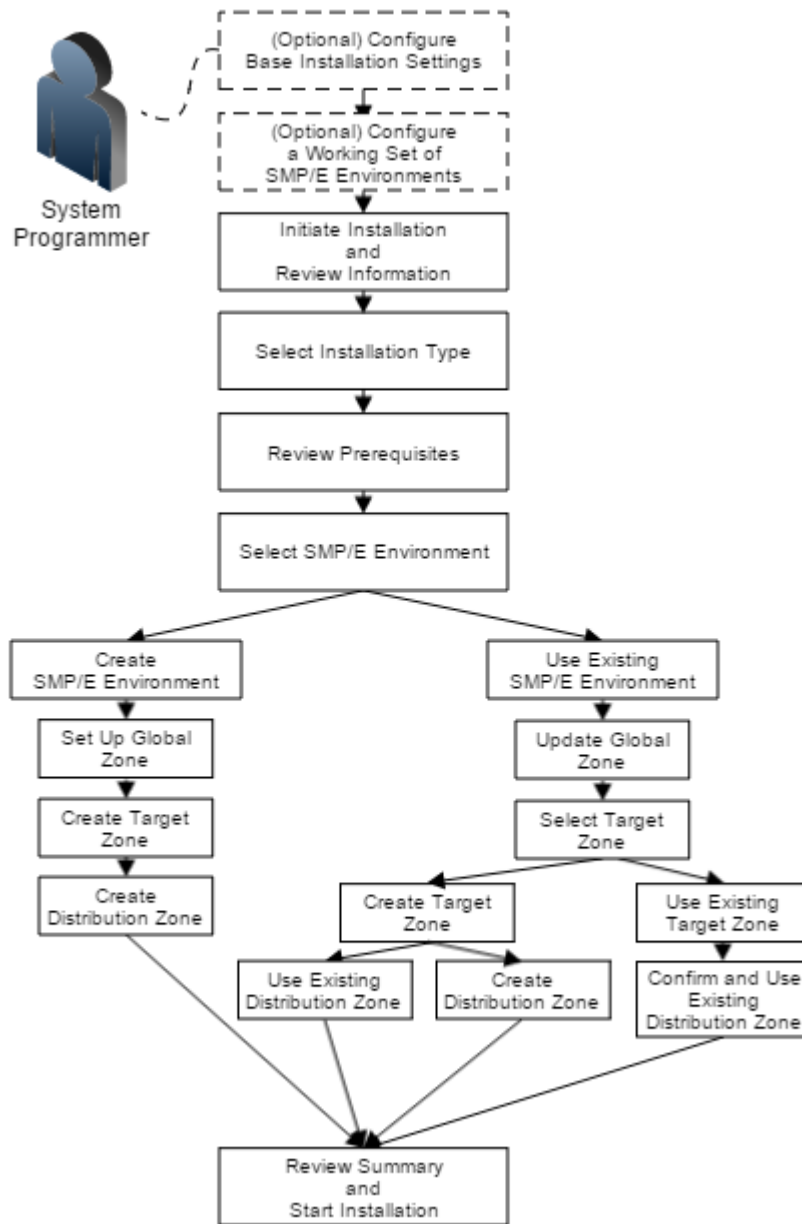 (Optional) Configure
Base Installation Settings
System
Programmer
(Optional) Configure
a Working Set of
SMP/E Environments
Initiate Installation
and
Review Information
Select Installation Type
Review Prerequisites
Select SMP/E Environment
Create
SMP/E Environment
Set Up Global
Zone
Create Target
Zone
Create
Distribution Zone
Use Existing
SMP/E Environment
Update Global
Zone
Select Target
Zone
Create Target
Zone
Use Existing
Distribution Zone
Create
Distribution Zone
Use Existing
Target Zone
Confirm and Use
Existing
Distribution Zone
Review Summary
and
Start Installation